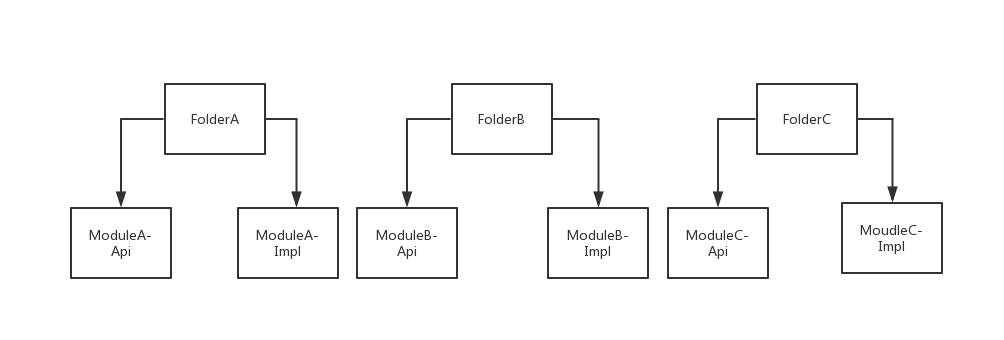 FolderA
FolderB
FolderC
ModuleA-
Api
ModuleA-
Impl
ModuleB-
Api
ModuleB-
Impl
ModuleC-
Api
MoudleC-
Impl